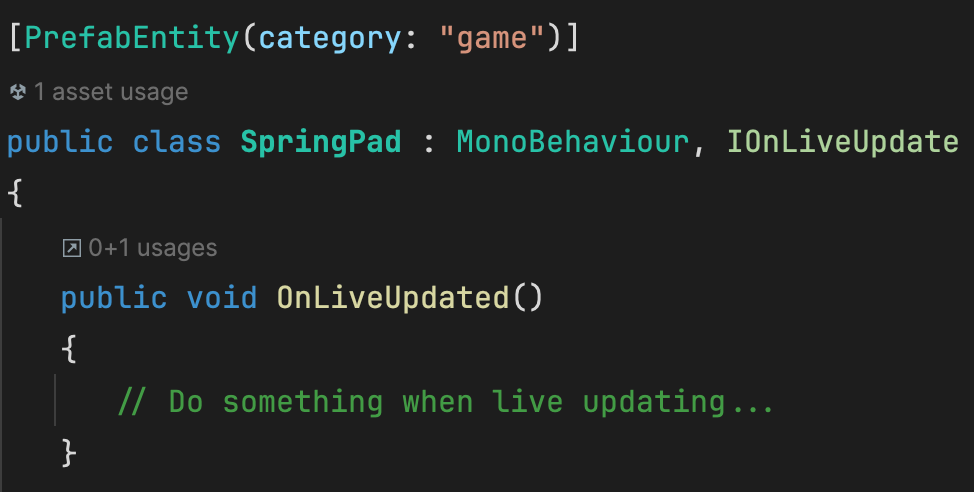 [PrefabEntity(category: "game")]
1 asset usage
public class SpringPad : MonoBehaviour, IOnLiveUpdate
{
0+1 usages
public void OnLiveUpdated()
{
// Do something when live updating...
}